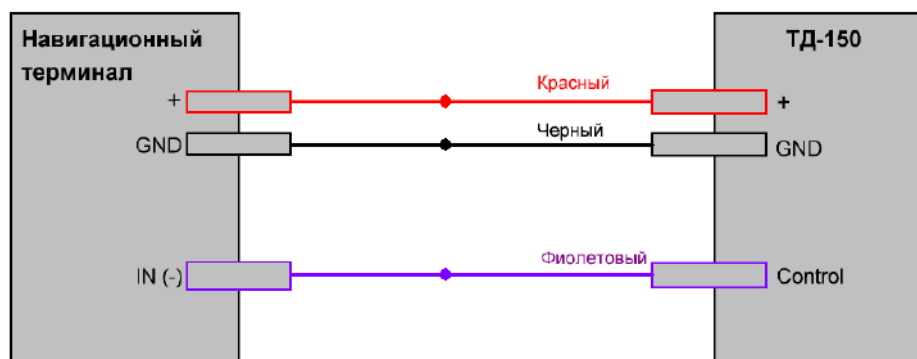 Навигационный
терминал
ТД-150
Красный
+
+
Черный
GND
GND
Фиолетовый
IN (-)
Control